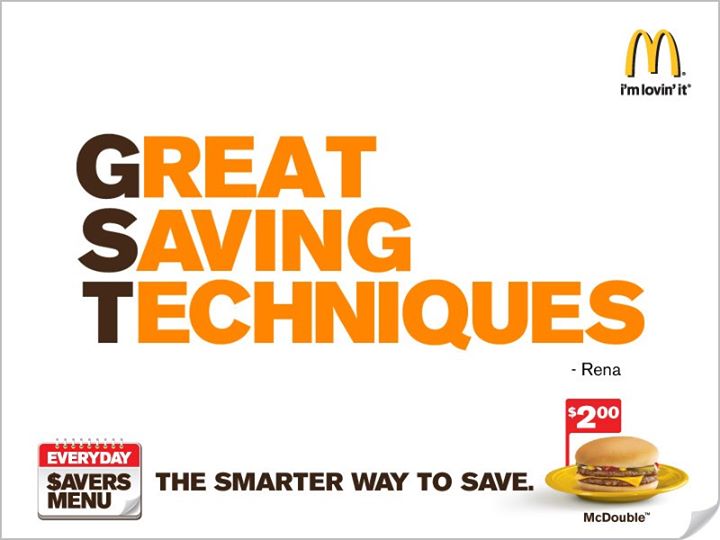 i'm lovin' it®
GREAT
SAVING
TECHNIQUES
- Rena
$2.00
EVERYDAY
$AVERS
MENU
THE SMARTER WAY TO SAVE.
McDouble™